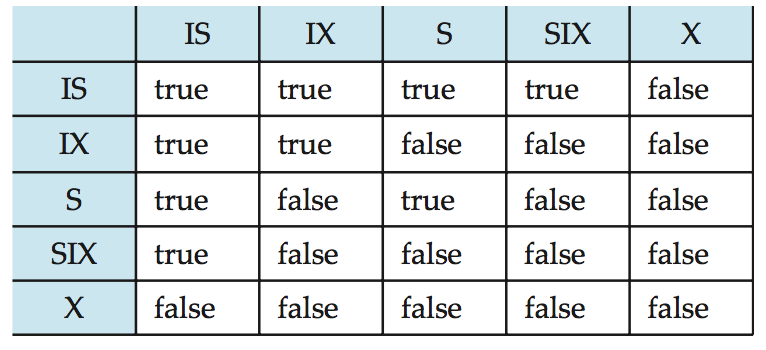 IS IX S SIX X
IS true true true true false
IX true true false false false
S true false true false false
SIX true false false false false
X false false false false false